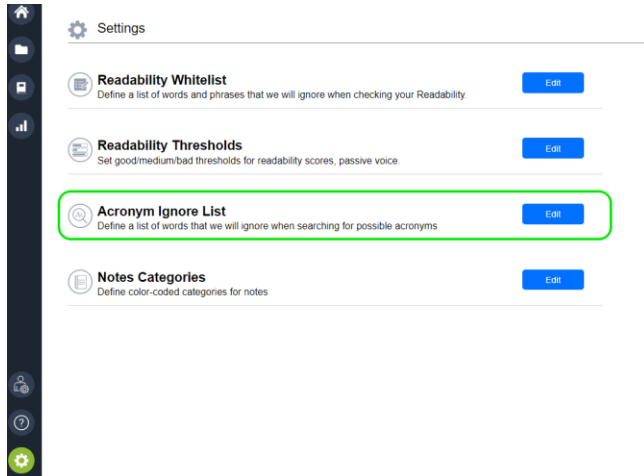 Settings
Readability Whitelist
Define a list of words and phrases that we will ignore when checking your Readability.
Edit
Readability Thresholds
Set good/medium/bad thresholds for readability scores, passive voice.
Edit
Acronym Ignore List
Define a list of words that we will ignore when searching for possible acronyms
Edit
Notes Categories
Define color-coded categories for notes
Edit